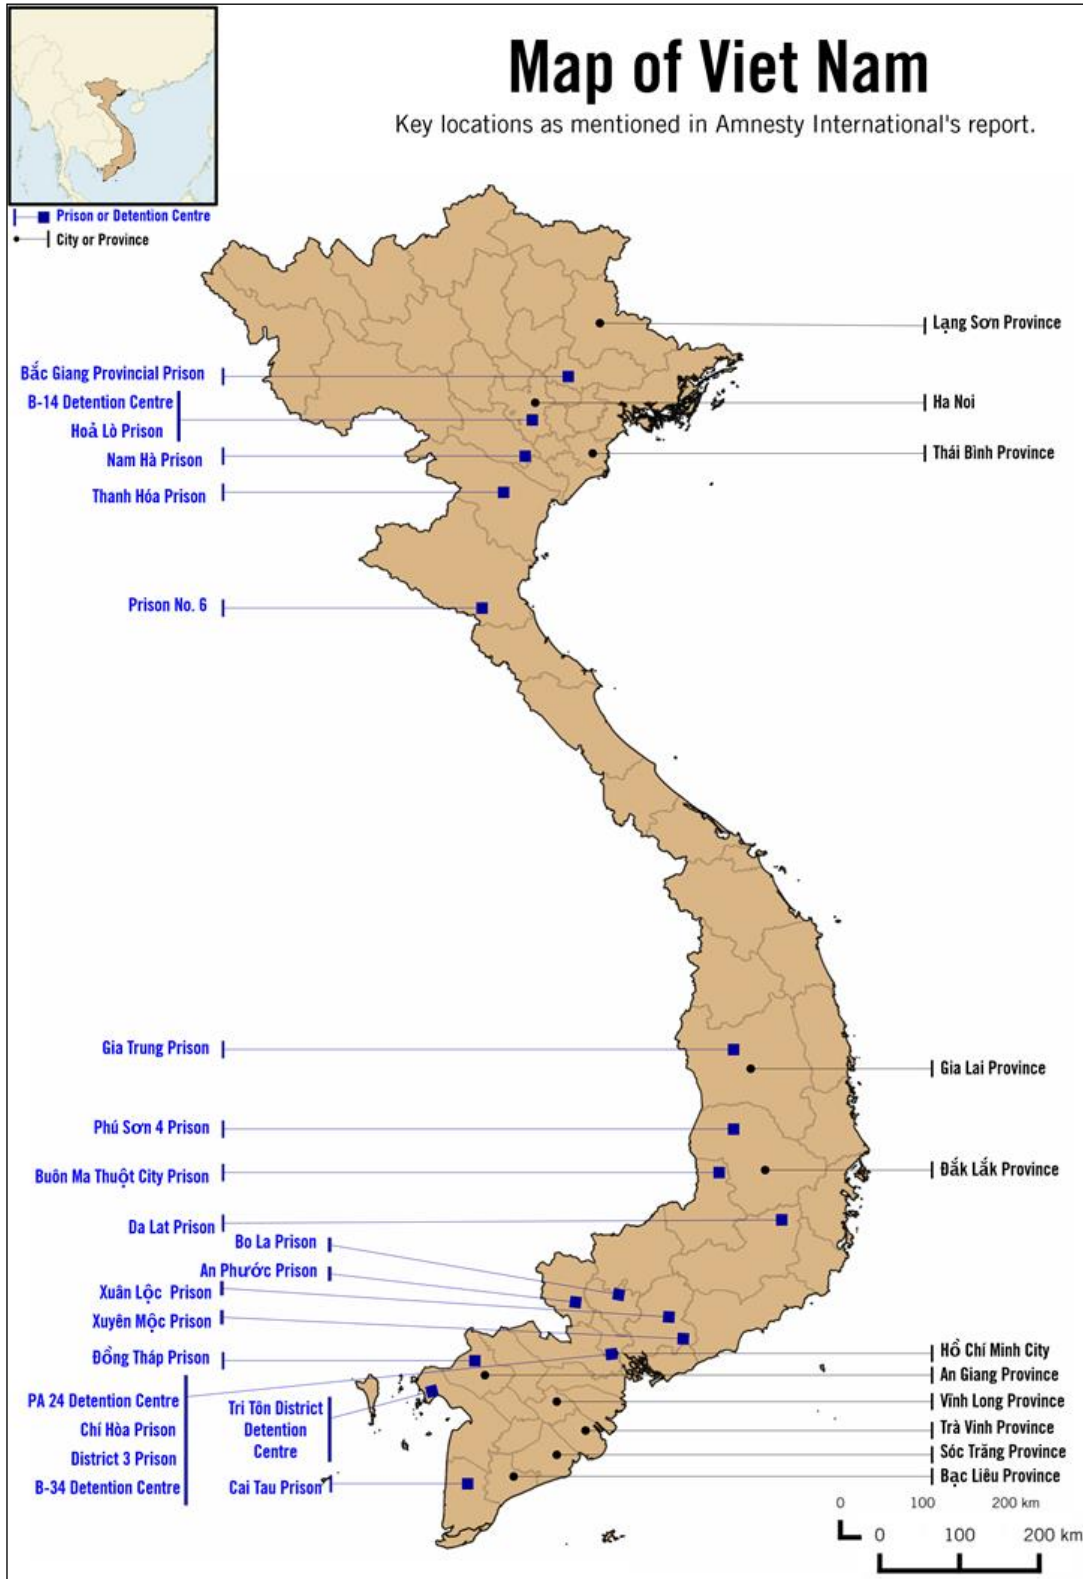 Map of Viet Nam
Key locations as mentioned in Amnesty International's report.
Prison or Detention Centre
City or Province
Lạng Sơn Province
Bắc Giang Provincial Prison
B-14 Detention Centre
Ha Noi
Hoả Lò Prison
Thái Bình Province
Nam Hà Prison
Thanh Hóa Prison
Prison No. 6
Gia Trung Prison
Gia Lai Province
Phú Sơn 4 Prison
Buôn Ma Thuột City Prison
Đắk Lắk Province
Da Lat Prison
Bo La Prison
An Phước Prison
Xuân Lộc Prison
Xuyên Mộc Prison
Đồng Tháp Prison
Hồ Chí Minh City
An Giang Province
PA 24 Detention Centre
Chí Hòa Prison
District 3 Prison
B-34 Detention Centre
Tri Tôn District
Detention
Centre
Cai Tau Prison
Vĩnh Long Province
Trà Vinh Province
Sóc Trăng Province
Bạc Liêu Province
0 100 200 km
0 100 200 km